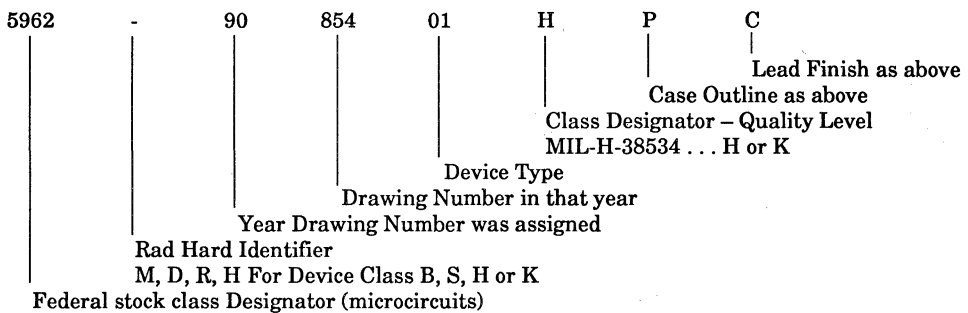 5962 - 90 854 01 H P C
Lead Finish as above
Case Outline as above
Class Designator – Quality Level
MIL-H-38534 . . . H or K
Device Type
Drawing Number in that year
Year Drawing Number was assigned
Rad Hard Identifier
M, D, R, H For Device Class B, S, H or K
Federal stock class Designator (microcircuits)